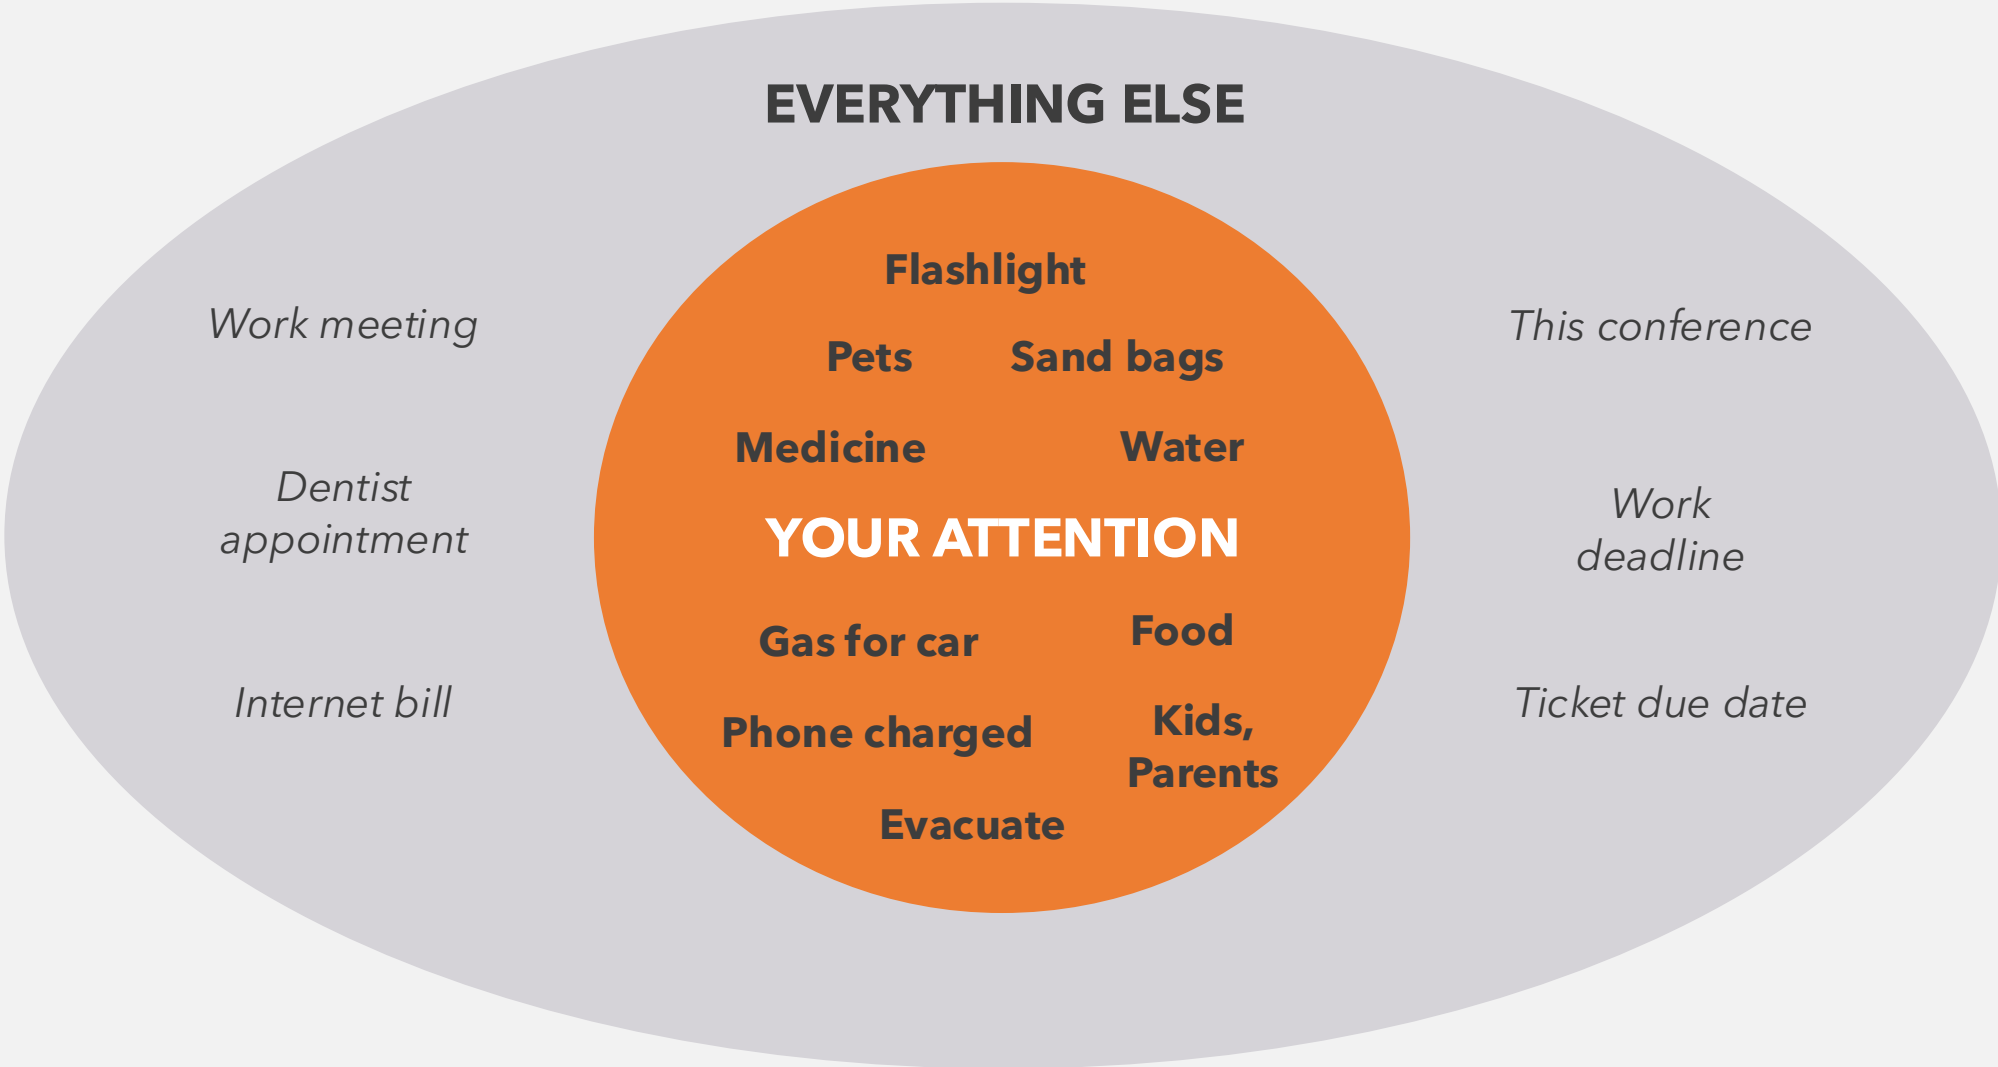 EVERYTHING ELSE
Flashlight
Work meeting
This conference
Pets
Sand bags
Medicine
Water
Dentist
appointment
YOUR ATTENTION
Work
deadline
Gas for car
Food
Internet bill
Phone charged
Kids,
Parents
Ticket due date
Evacuate